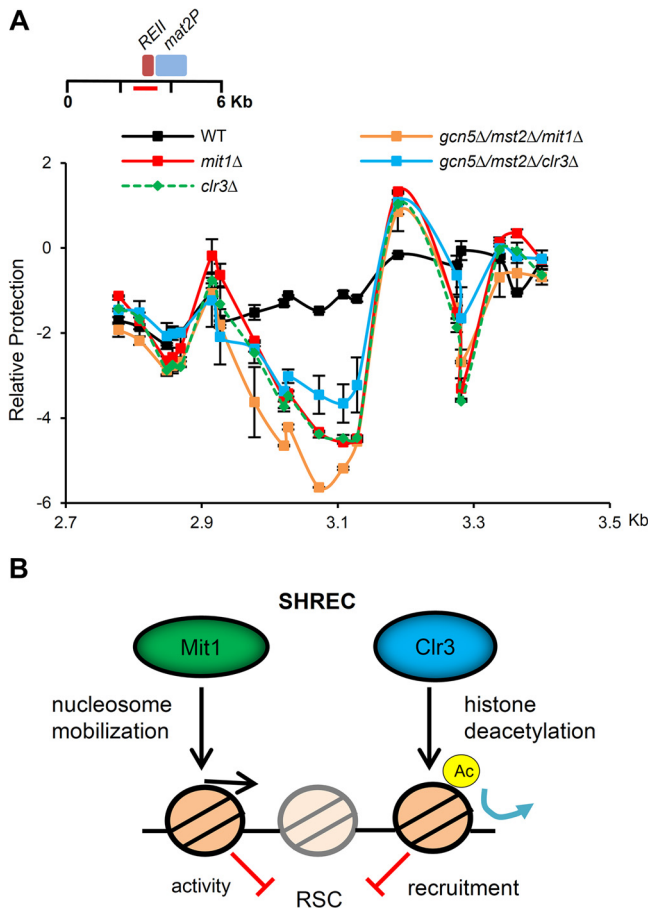 A
REII mat2P
0 6 Kb
WT
mit1Δ
clr3Δ
gcn5Δ/mst2Δ/mit1Δ
gcn5Δ/mst2Δ/clr3Δ
Relative Protection
2
0
-2
-4
-6
2.7 2.9 3.1 3.3 3.5 Kb
B
SHREC
Mit1 Clr3
nucleosome
mobilization
histone
deacetylation
Ac
activity RSC recruitment